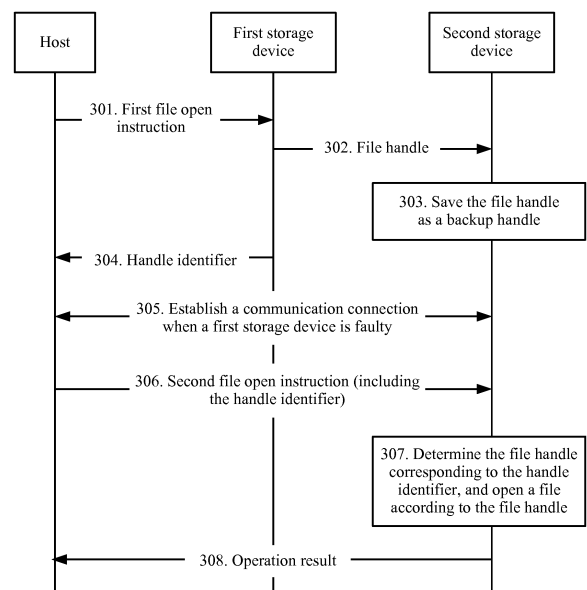 Host
First storage
device
Second storage
device
301. First file open
instruction
302. File handle
303. Save the file handle
as a backup handle
304. Handle identifier
305. Establish a communication connection
when a first storage device is faulty
306. Second file open instruction (including
the handle identifier)
307. Determine the file handle
corresponding to the handle
identifier, and open a file
according to the file handle
308. Operation result